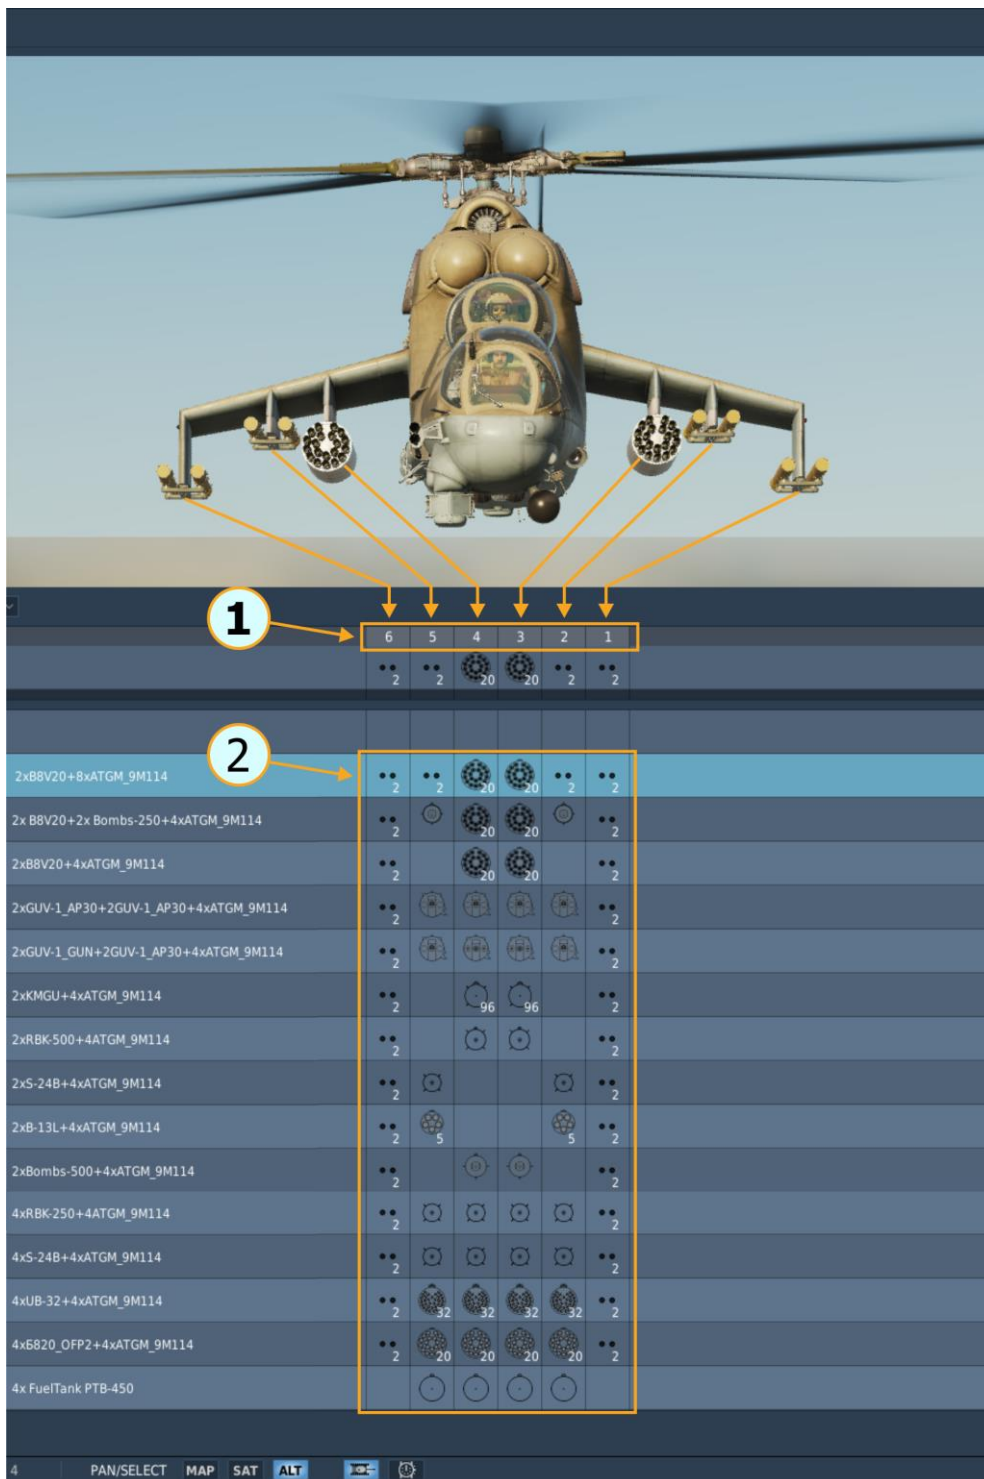 1
6 5 4 3 2 1
2 2 20 20 2 2
2
2xB8V20+8xATGM_9M114 2 2 20 20 2 2
2x B8V20+2x Bombs-250+4xATGM_9M114 2 20 20 2
2xB8V20+4xATGM_9M114 2 20 20 2
2xGUV-1_AP30+2GUV-1_AP30+4xATGM_9M114 2 2
2xGUV-1_GUN+2GUV-1_AP30+4xATGM_9M114 2 2
2xKMGU+4xATGM_9M114 2 96 96 2
2xRBK-500+4ATGM_9M114 2 2
2xS-24B+4xATGM_9M114 2 2
2xB-13L+4xATGM_9M114 2 5 5 2
2xBombs-500+4xATGM_9M114 2 2
4xRBK-250+4ATGM_9M114 2 2
4xS-24B+4xATGM_9M114 2 2
4xUB-32+4xATGM_9M114 2 32 32 32 32 2
4xБ820_OFP2+4xATGM_9M114 2 20 20 20 20 2
4x FuelTank PTB-450
4 PAN/SELECT MAP SAT ALT